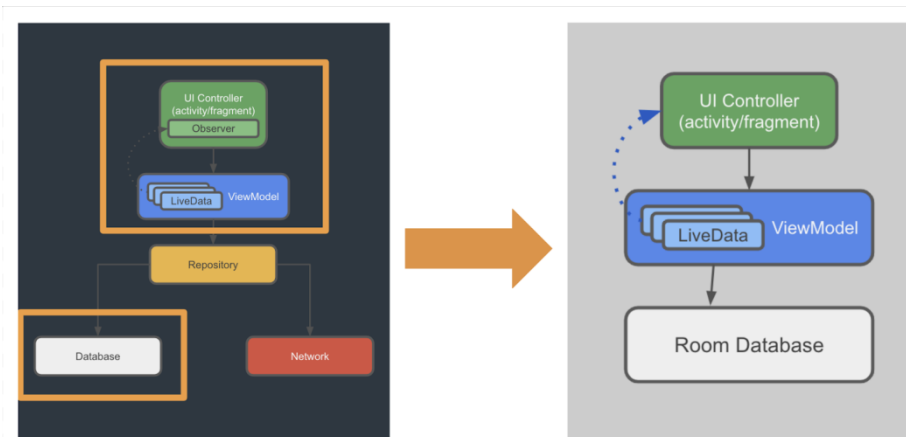 UI Controller
(activity/fragment)
Observer
LiveData
ViewModel
Repository
Database
Network
UI Controller
(activity/fragment)
LiveData
ViewModel
Room Database